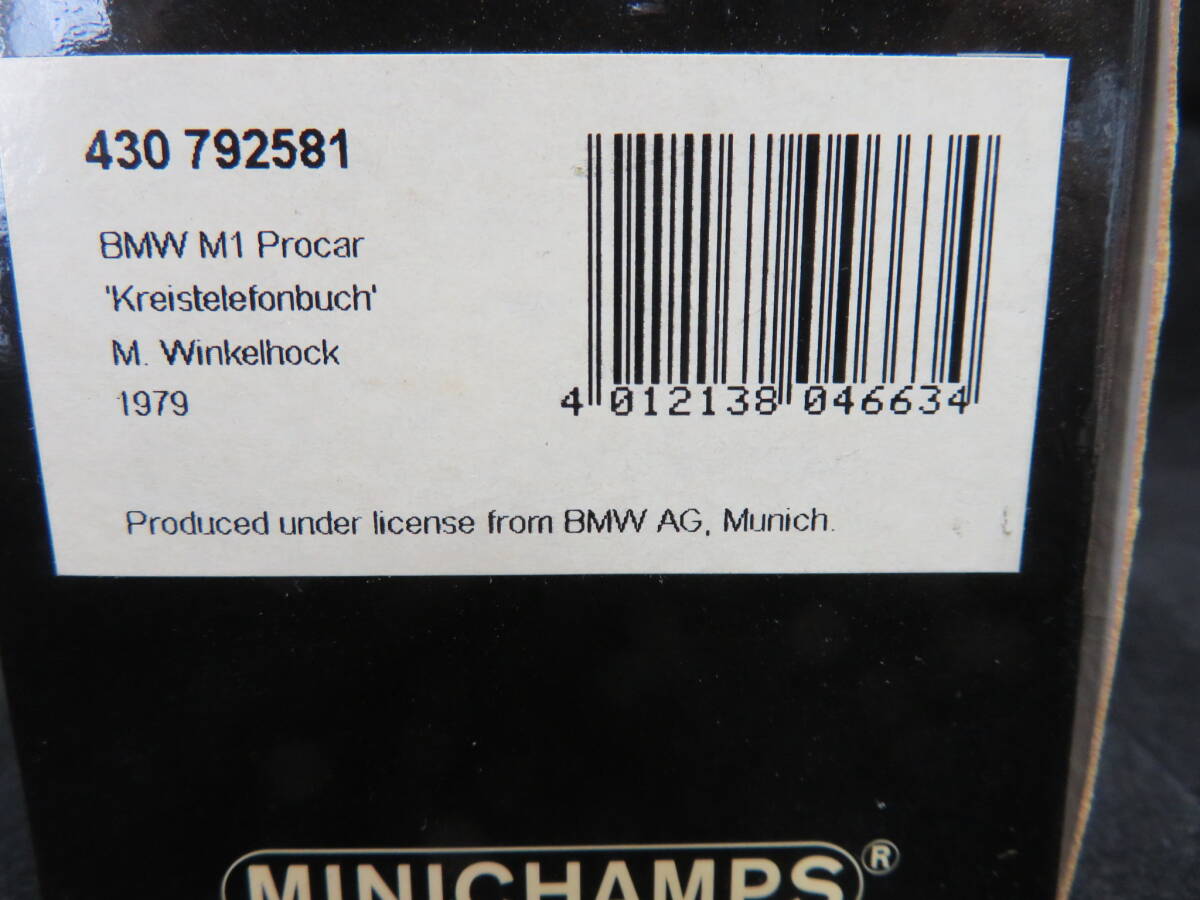 430 792581
BMW M1 Procar
'Kreistelefonbuch'
M. Winkelhock
1979
4 012138 046634
Produced under license from BMW AG, Munich.
MINICHAMPS®